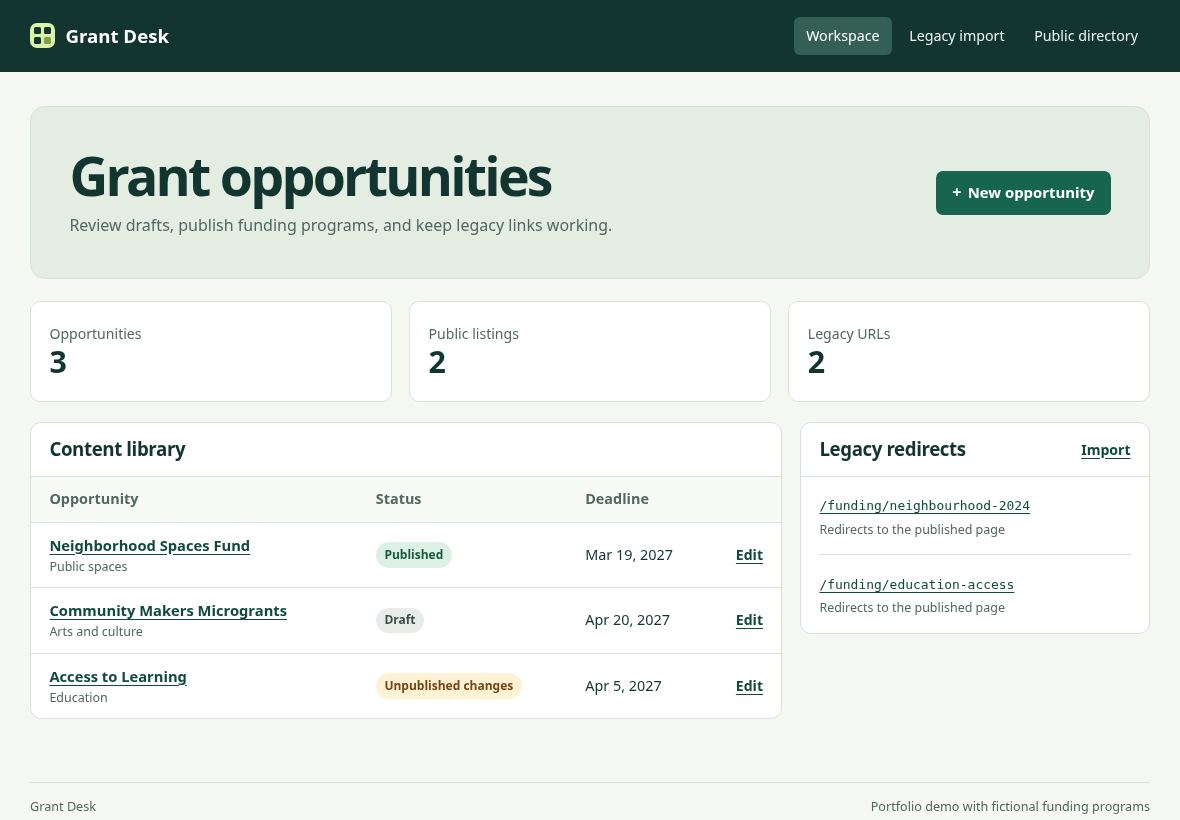 Grant Desk
Workspace
Legacy import
Public directory
Grant opportunities
Review drafts, publish funding programs, and keep legacy links working.
+ New opportunity
Opportunities
3
Public listings
2
Legacy URLs
2
Content library
Opportunity Status Deadline
Neighborhood Spaces Fund
Public spaces
Published
Mar 19, 2027
Edit
Community Makers Microgrants
Arts and culture
Draft
Apr 20, 2027
Edit
Access to Learning
Education
Unpublished changes
Apr 5, 2027
Edit
Legacy redirects
Import
/funding/neighbourhood-2024
Redirects to the published page
/funding/education-access
Redirects to the published page
Grant Desk
Portfolio demo with fictional funding programs